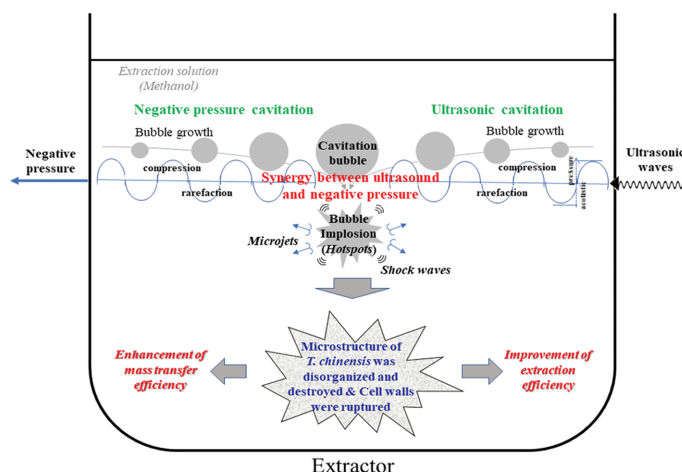 Extraction solution
(Methanol)
Negative pressure cavitation
Ultrasonic cavitation
Bubble growth
Bubble growth
Cavitation
bubble
Negative
pressure
Ultrasonic
waves
compression
compression
rarefaction
rarefaction
acoustic
pressure
Synergy between ultrasound
and negative pressure
Bubble
Implosion
(Hotspots)
Microjets
Shock waves
Microstructure of
T. chinensis was
disorganized and
destroyed & Cell walls
were ruptured
Enhancement of
mass transfer
efficiency
Improvement of
extraction
efficiency
Extractor